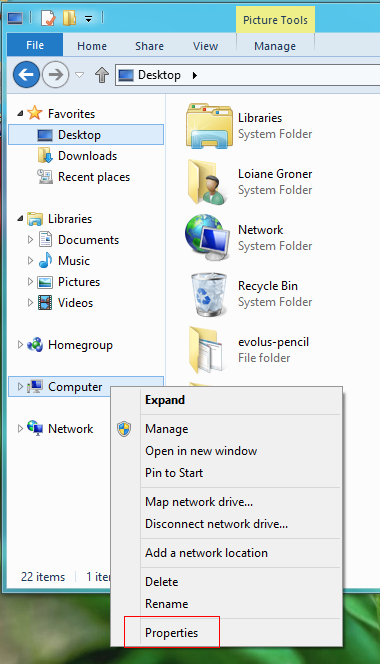 Picture Tools
File Home Share View Manage
Desktop
Favorites
Desktop
Downloads
Recent places
Libraries
Documents
Music
Pictures
Videos
Homegroup
Computer
Network
Libraries
System Folder
Loiane Groner
System Folder
Network
System Folder
Recycle Bin
System Folder
evolus-pencil
File folder
Expand
Manage
Open in new window
Pin to Start
Map network drive...
Disconnect network drive...
Add a network location
Delete
Rename
Properties
22 items 1 item